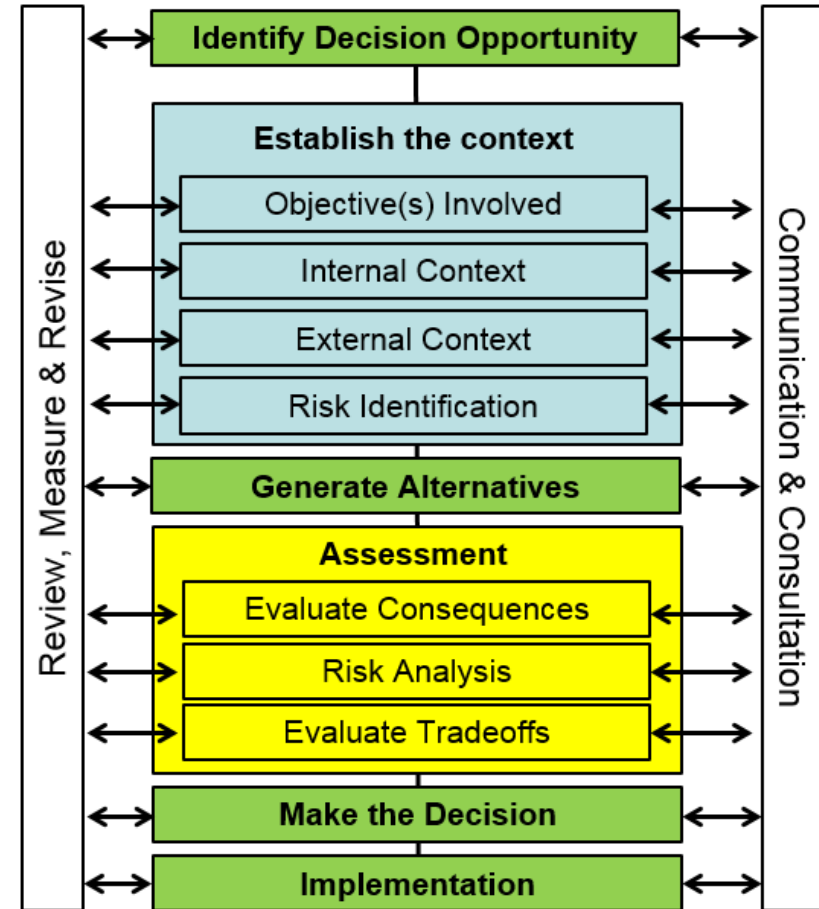 Identify Decision Opportunity
Establish the context
Objective(s) Involved
Internal Context
External Context
Risk Identification
Generate Alternatives
Assessment
Evaluate Consequences
Risk Analysis
Evaluate Tradeoffs
Make the Decision
Implementation
Review, Measure & Revise
Communication & Consultation